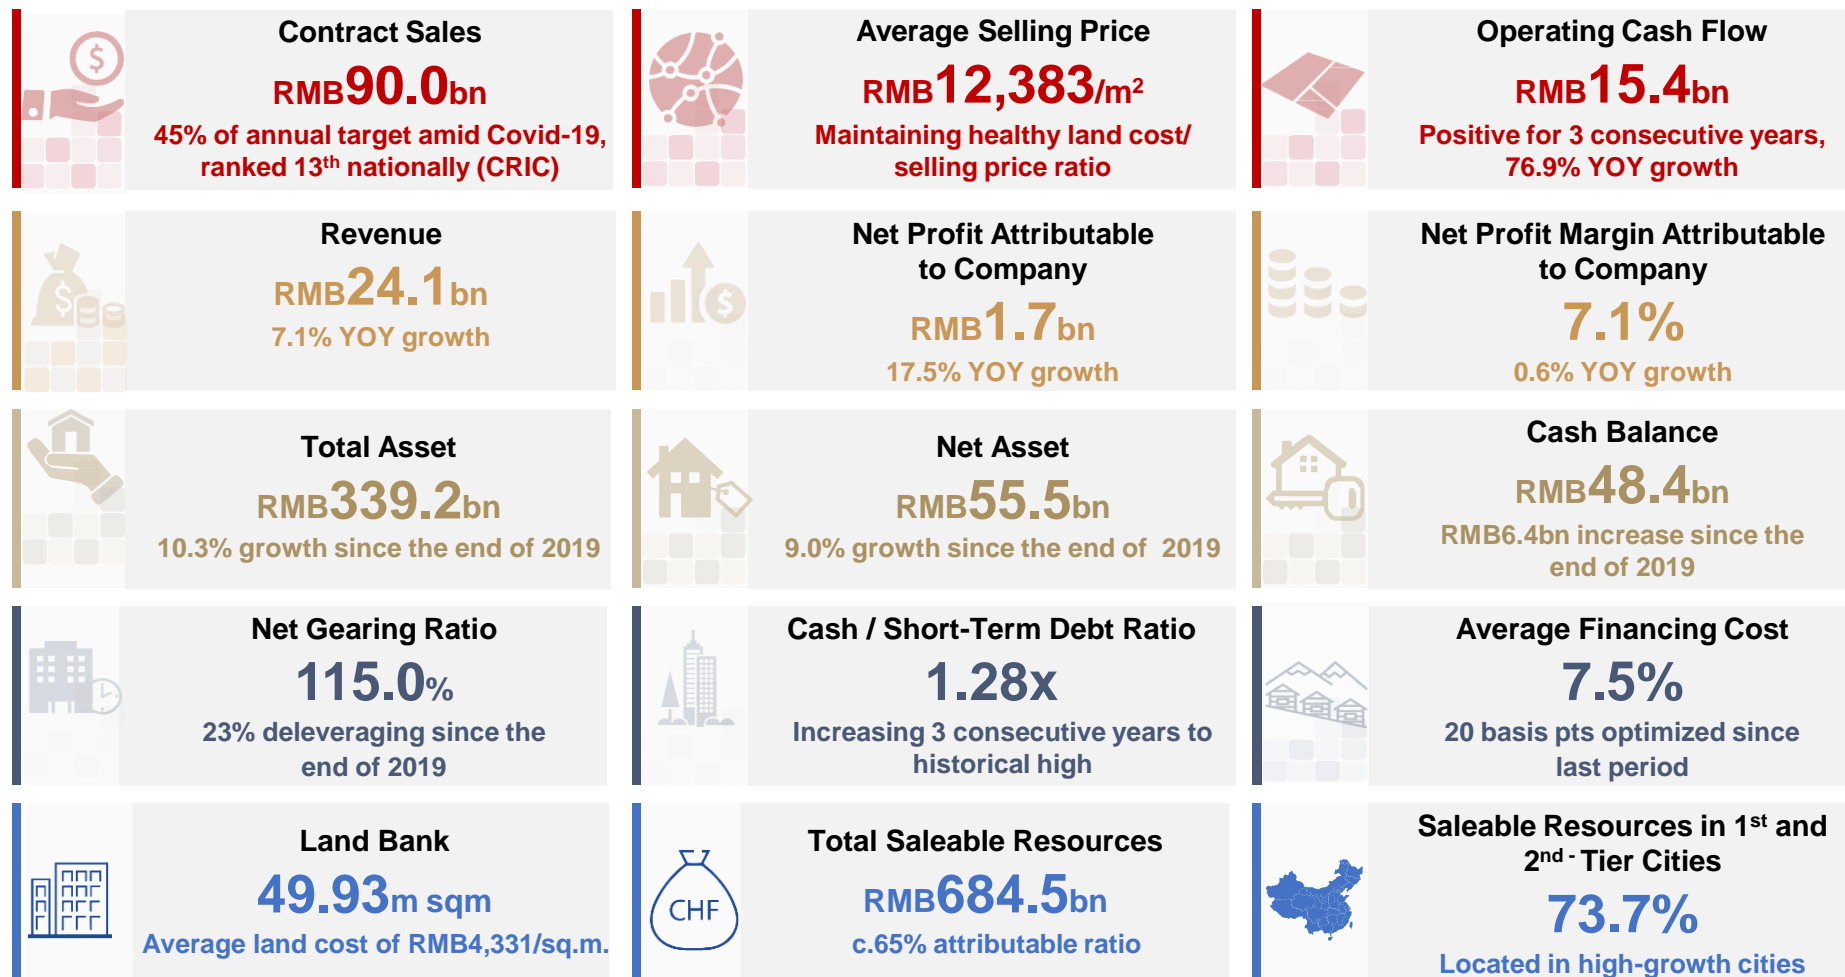 Contract Sales
RMB90.0bn
45% of annual target amid Covid-19,
ranked 13th nationally (CRIC)
Average Selling Price
RMB12,383/m2
Maintaining healthy land cost/
selling price ratio
Operating Cash Flow
RMB15.4bn
Positive for 3 consecutive years,
76.9% YOY growth
Revenue
RMB24.1bn
7.1% YOY growth
Net Profit Attributable
to Company
RMB1.7bn
17.5% YOY growth
Net Profit Margin Attributable
to Company
7.1%
0.6% YOY growth
Total Asset
RMB339.2bn
10.3% growth since the end of 2019
Net Asset
RMB55.5bn
9.0% growth since the end of 2019
Cash Balance
RMB48.4bn
RMB6.4bn increase since the
end of 2019
Net Gearing Ratio
115.0%
23% deleveraging since the
end of 2019
Cash / Short-Term Debt Ratio
1.28x
Increasing 3 consecutive years to
historical high
Average Financing Cost
7.5%
20 basis pts optimized since
last period
Land Bank
49.93m sqm
Average land cost of RMB4,331/sq.m.
CHF
Total Saleable Resources
RMB684.5bn
c.65% attributable ratio
Saleable Resources in 1st and
2nd - Tier Cities
73.7%
Located in high-growth cities